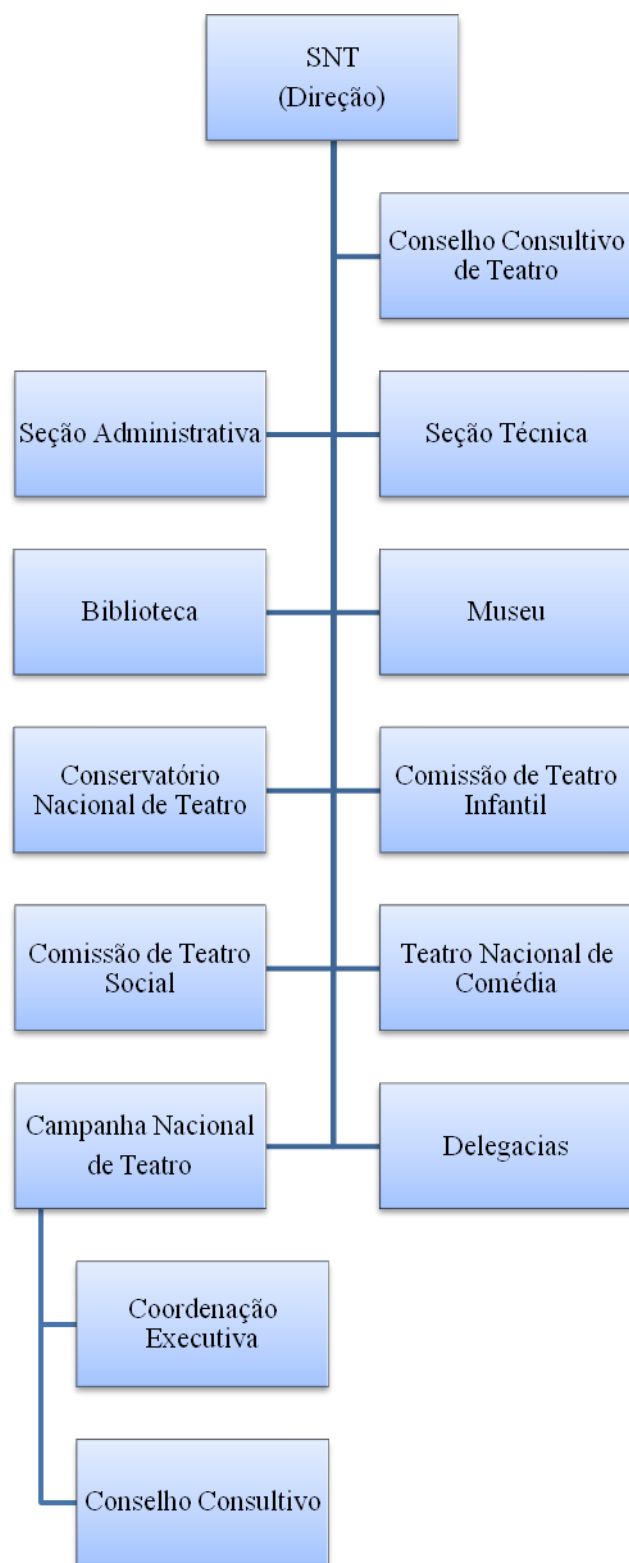 SNT
(Direção)
Conselho Consultivo
de Teatro
Seção Administrativa
Seção Técnica
Biblioteca
Museu
Conservatório
Nacional de Teatro
Comissão de Teatro
Infantil
Comissão de Teatro
Social
Teatro Nacional de
Comédia
Campanha Nacional
de Teatro
Delegacias
Coordenação
Executiva
Conselho Consultivo